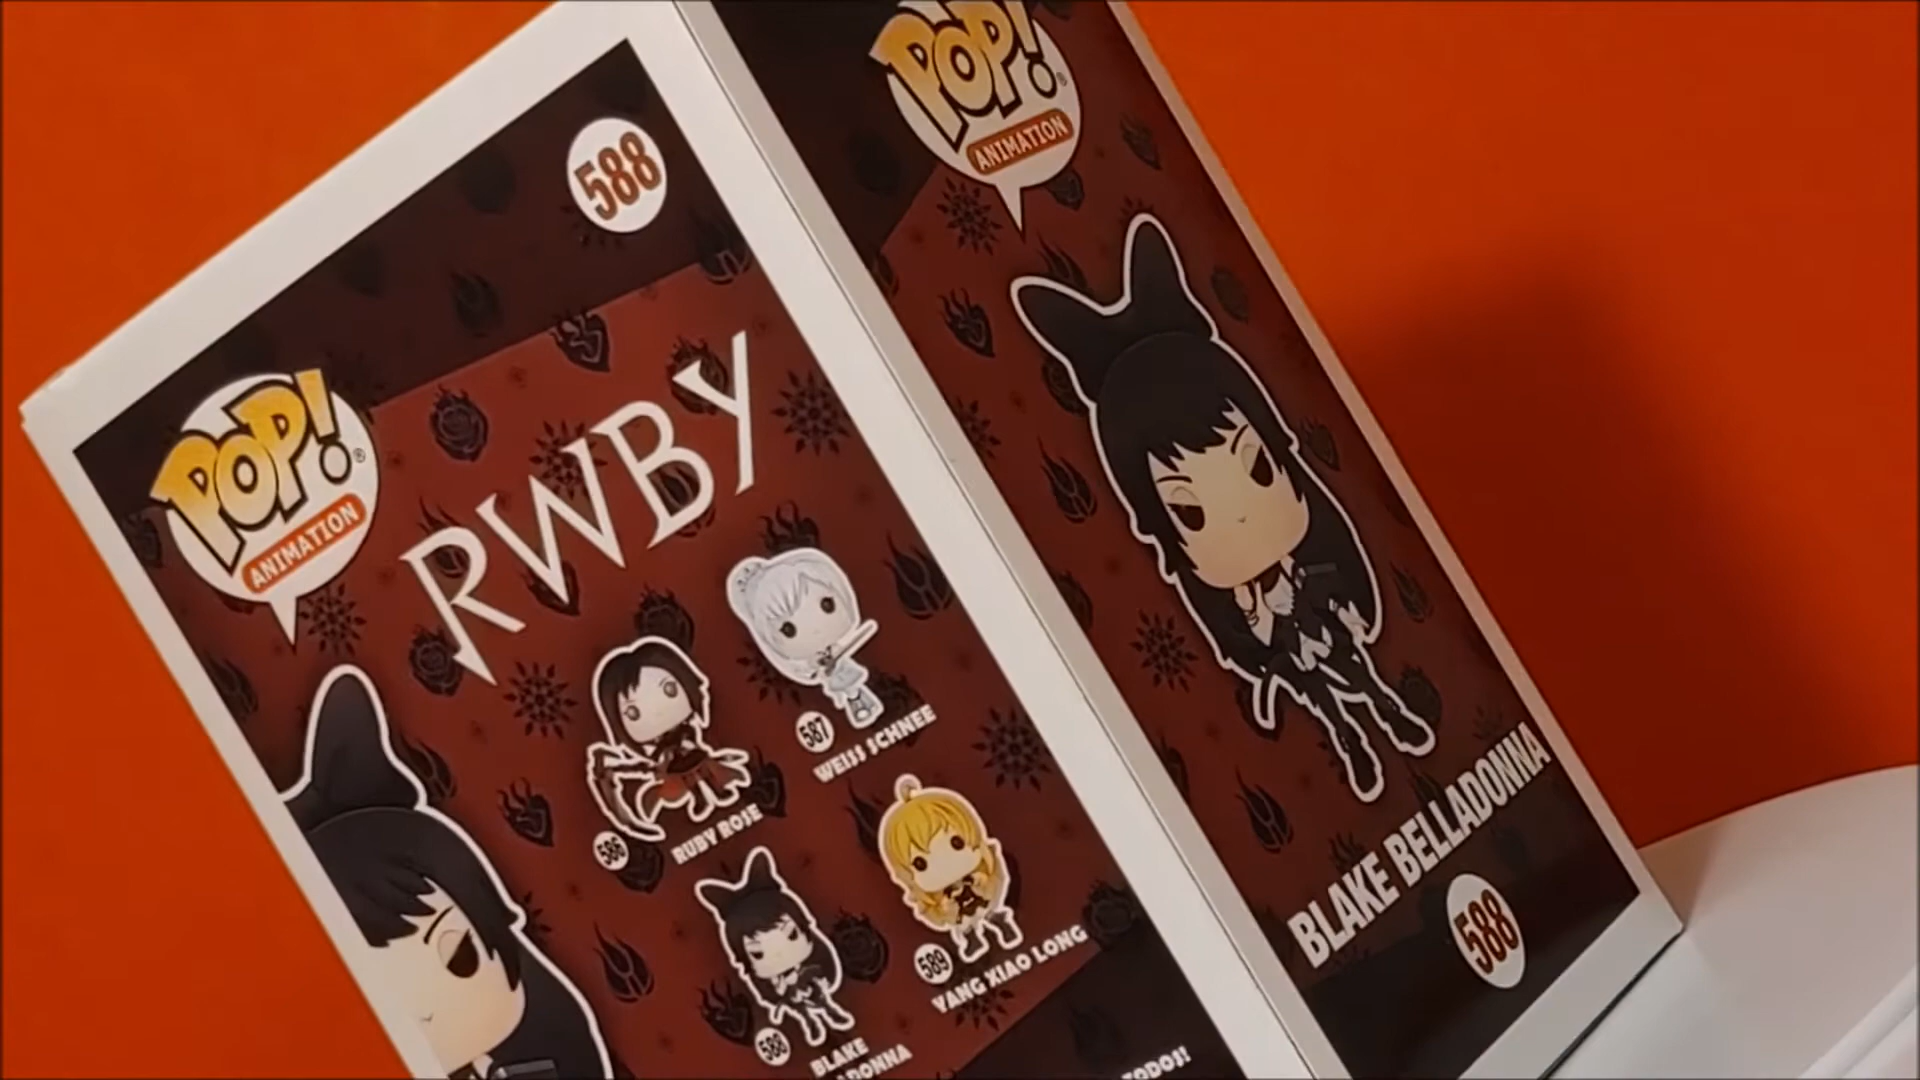 588
POP!
ANIMATION
RWBY
587
WEISS SCHNEE
586
RUBY ROSE
589
YANG XIAO LONG
588
BLAKE
TODOS!
POP!
ANIMATION
BLAKE BELLADONNA
588